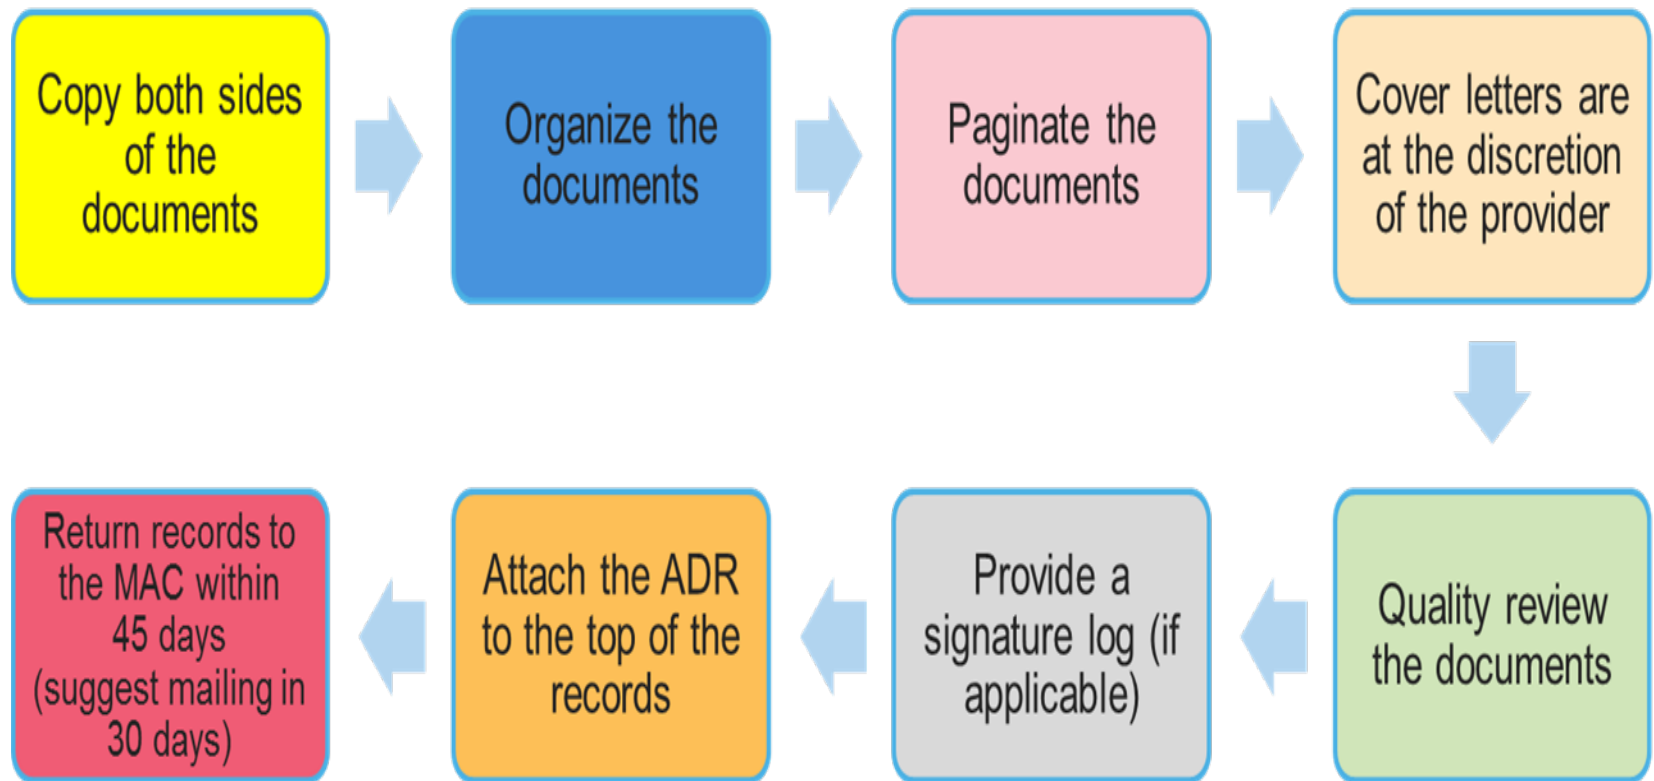 Copy both sides
of the
documents
Organize the
documents
Paginate the
documents
Cover letters are
at the discretion
of the provider
Quality review
the documents
Provide a
signature log (if
applicable)
Attach the ADR
to the top of the
records
Return records to
the MAC within
45 days
(suggest mailing in
30 days)